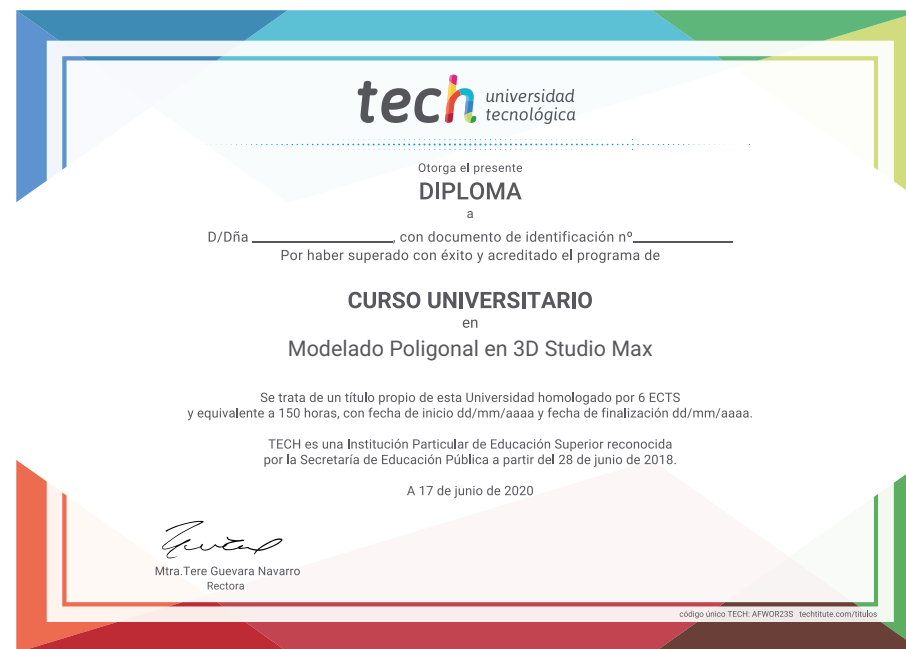 tech universidad
tecnológica
Otorga el presente
DIPLOMA
a
D/Dña ____________________, con documento de identificación nº______________
Por haber superado con éxito y acreditado el programa de
CURSO UNIVERSITARIO
en
Modelado Poligonal en 3D Studio Max
Se trata de un título propio de esta Universidad homologado por 6 ECTS
y equivalente a 150 horas, con fecha de inicio dd/mm/aaaa y fecha de finalización dd/mm/aaaa.
TECH es una Institución Particular de Educación Superior reconocida
por la Secretaría de Educación Pública a partir del 28 de junio de 2018.
A 17 de junio de 2020
Mtra.Tere Guevara Navarro
Rectora
código único TECH: AFWOR23S techtitute.com/titulos